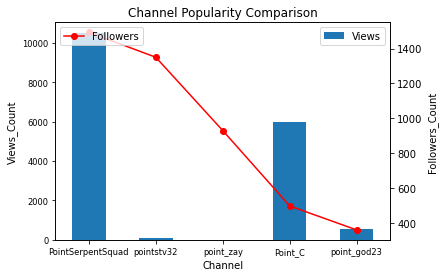 Channel Popularity Comparison
Followers
Views
10000
8000
6000
4000
2000
0
Views_Count
1400
1200
1000
800
600
400
Followers_Count
PointSerpentSquad
pointstv32
point_zay
Point_C
point_god23
Channel